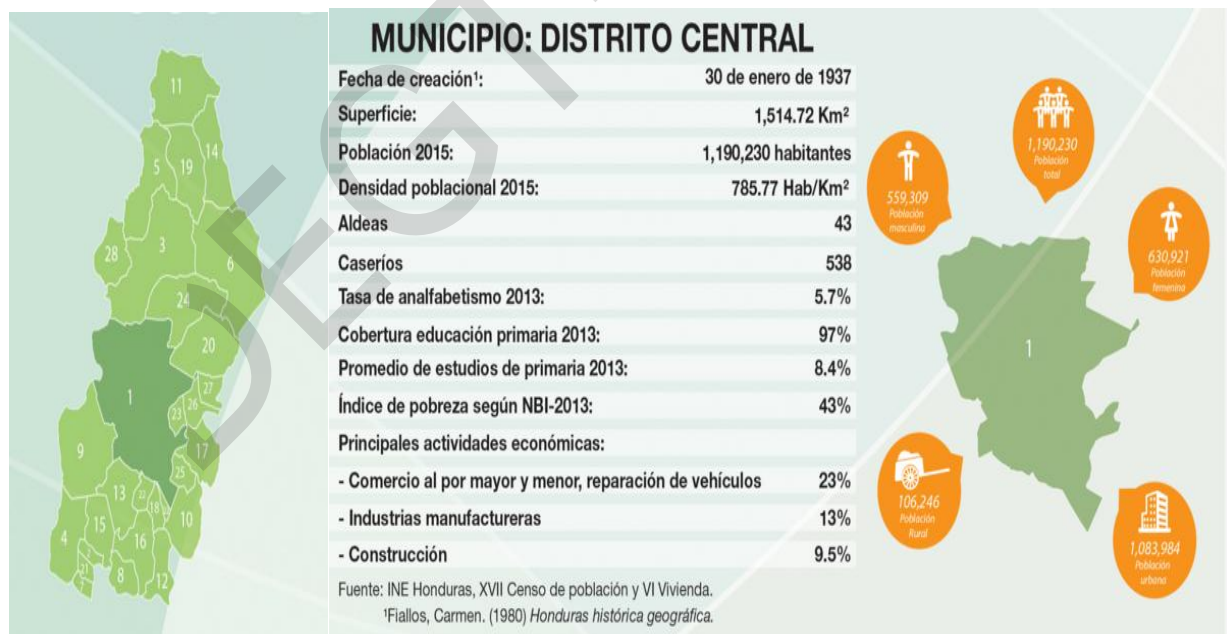 11
14
5
19
3
28
6
24
20
1
27
26
23
9
17
25
13
22
18
10
15
16
4
8
12
MUNICIPIO: DISTRITO CENTRAL
Fecha de creación¹: 30 de enero de 1937
Superficie: 1,514.72 Km²
Población 2015: 1,190,230 habitantes
Densidad poblacional 2015: 785.77 Hab/Km²
Aldeas 43
Caseríos 538
Tasa de analfabetismo 2013: 5.7%
Cobertura educación primaria 2013: 97%
Promedio de estudios de primaria 2013: 8.4%
Índice de pobreza según NBI-2013: 43%
Principales actividades económicas:
- Comercio al por mayor y menor, reparación de vehículos 23%
- Industrias manufactureras 13%
- Construcción 9.5%
Fuente: INE Honduras, XVII Censo de población y VI Vivienda.
¹Fiallos, Carmen. (1980) Honduras histórica geográfica.
1,190,230
Población
total
559,309
Población
masculina
630,921
Población
femenina
1
106,246
Población
Rural
1,083,984
Población
urbana
DEGT